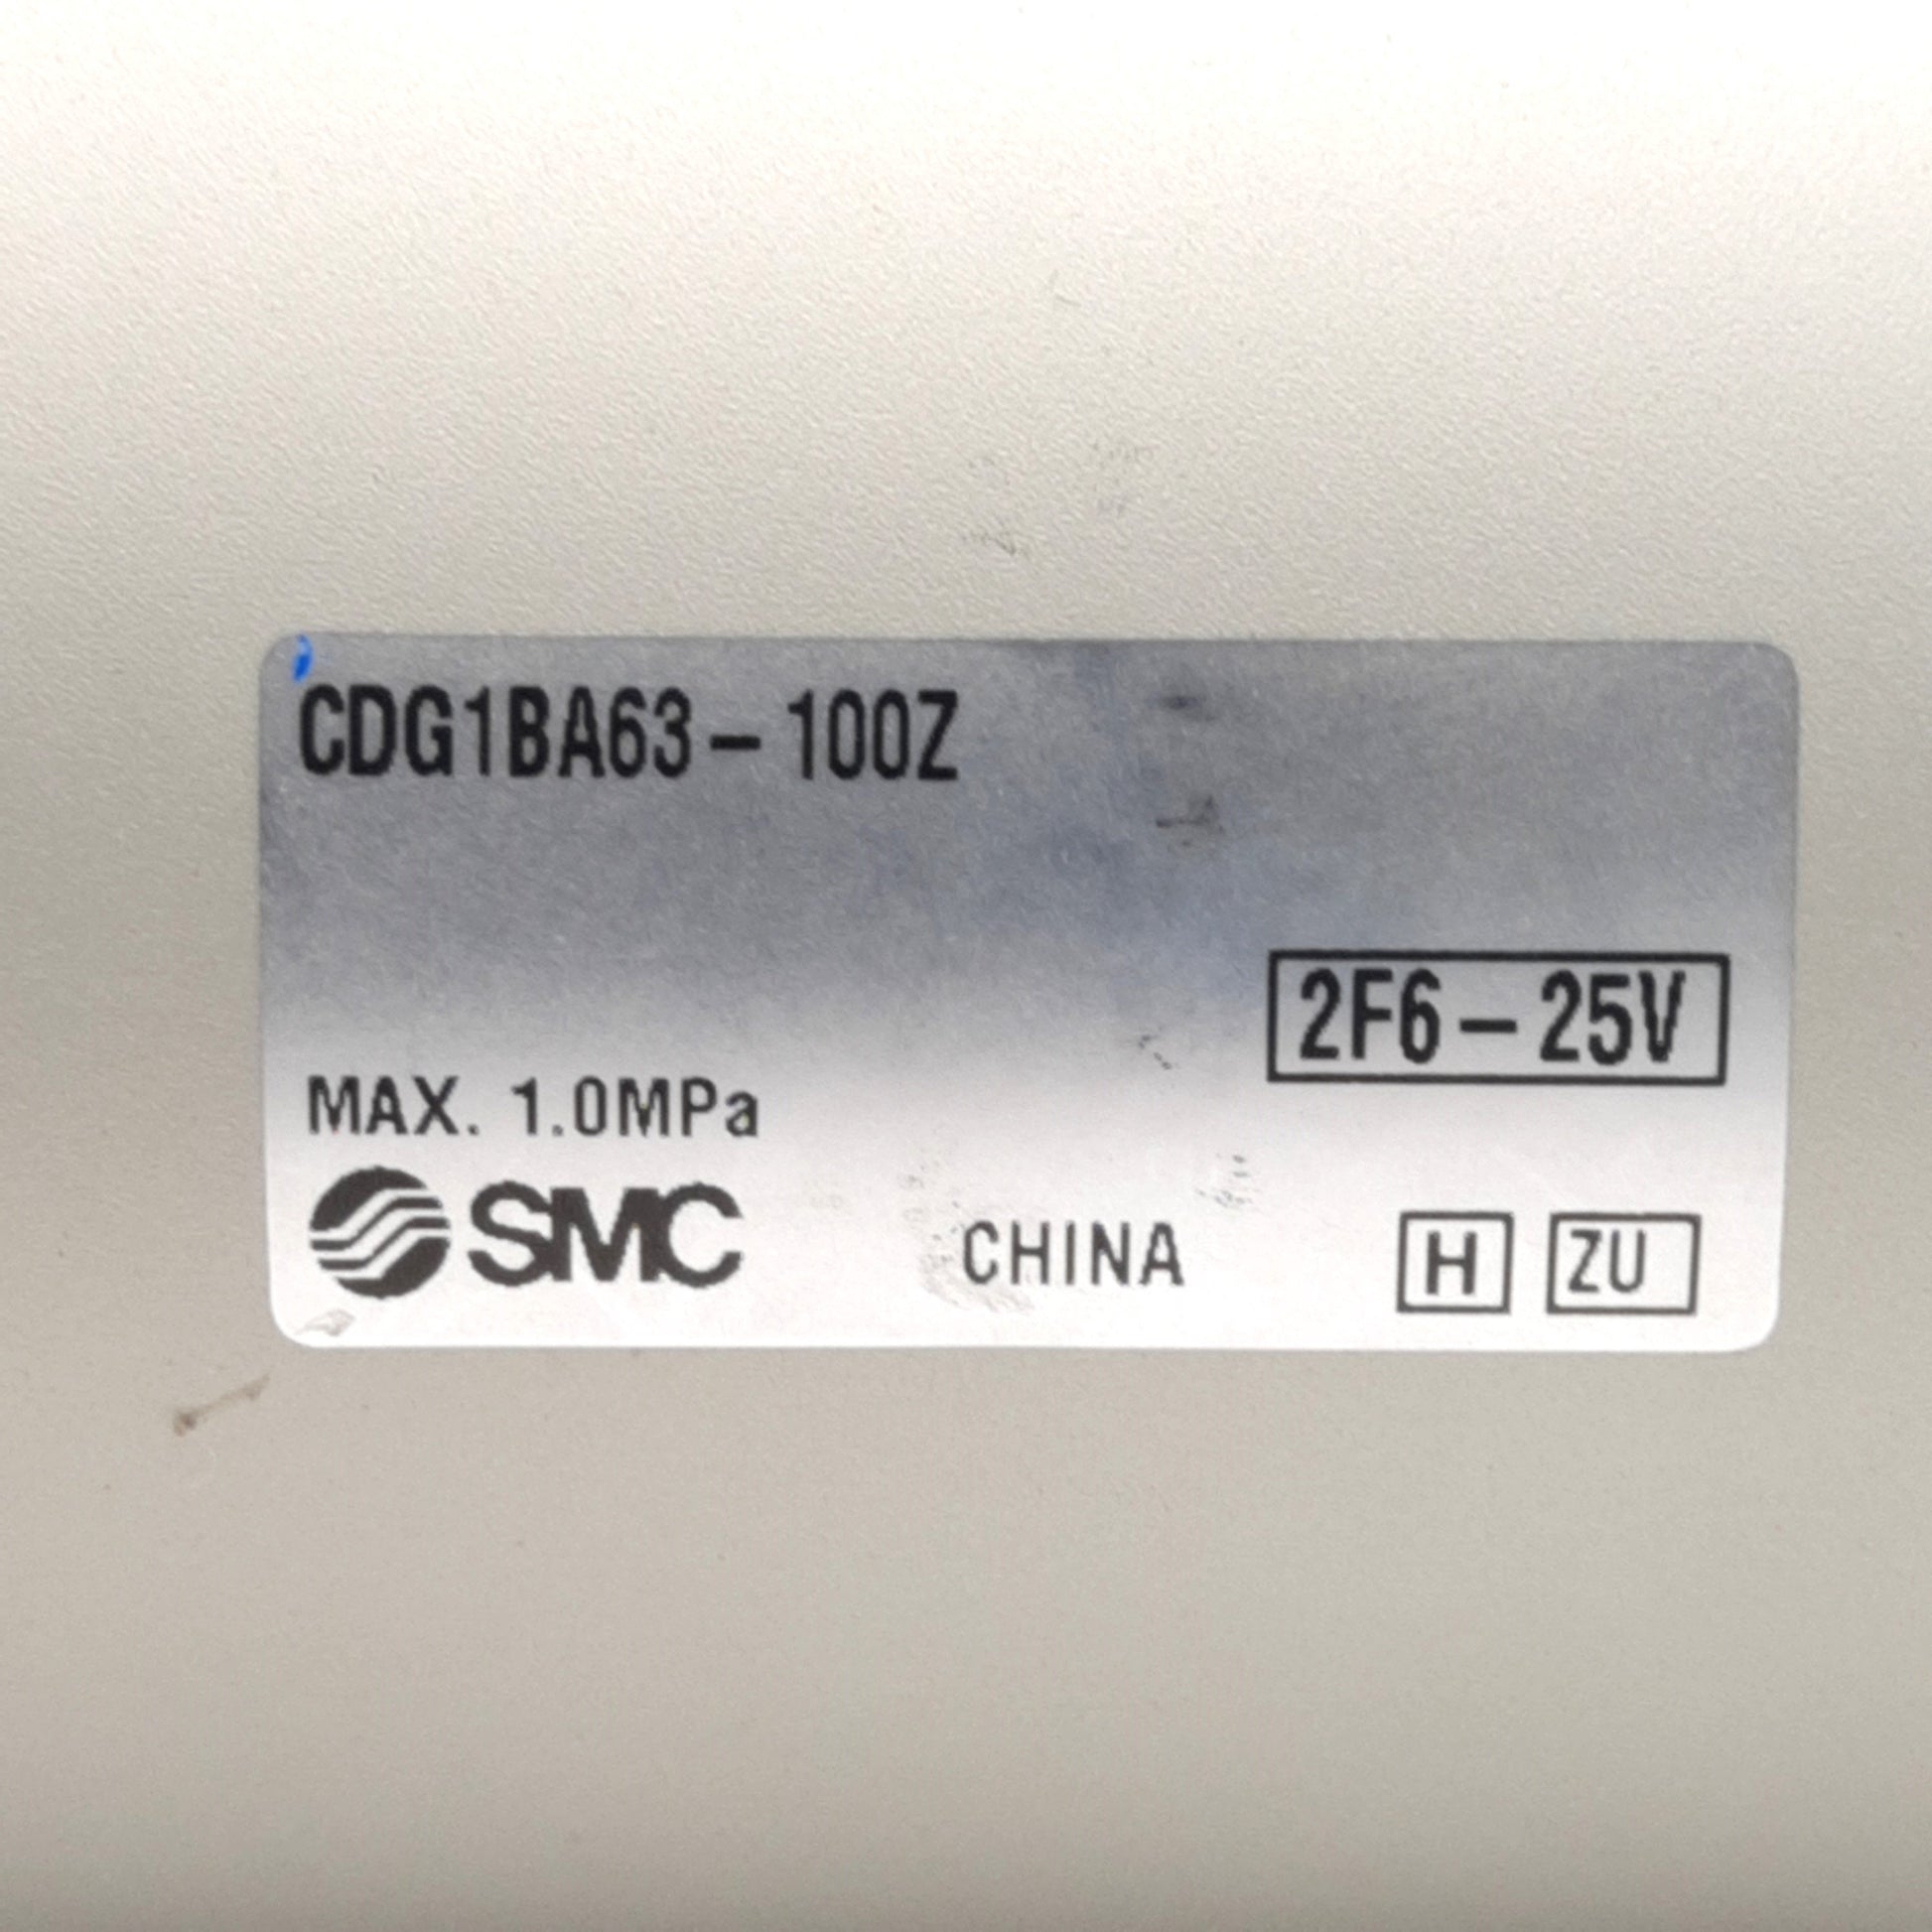 CDG1BA63-100Z
2F6-25V
MAX. 1.0MPa
SMC CHINA H ZU